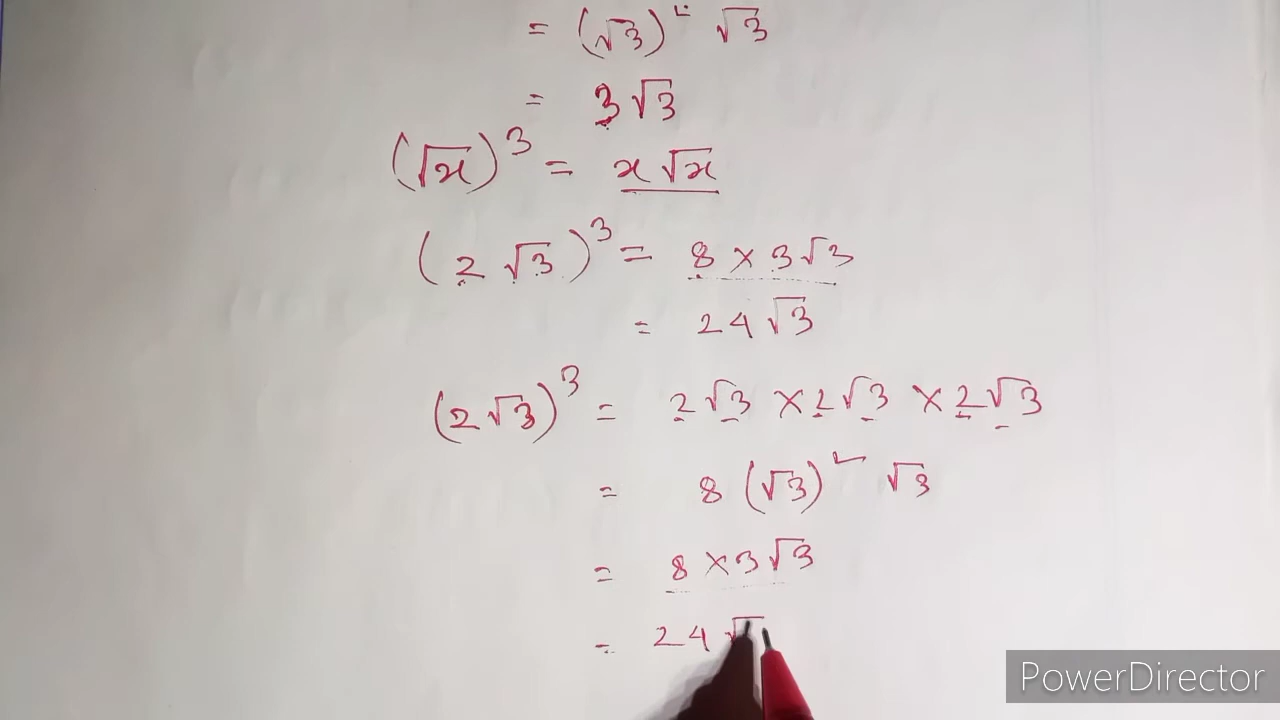 = (√3)² √3
= 3√3
(√x)³ = x√x
(2√3)³ = 8 × 3√3
= 24√3
(2√3)³ = 2√3 × 2√3 × 2√3
= 8 (√3)² √3
= 8 × 3√3
= 24√
PowerDirector